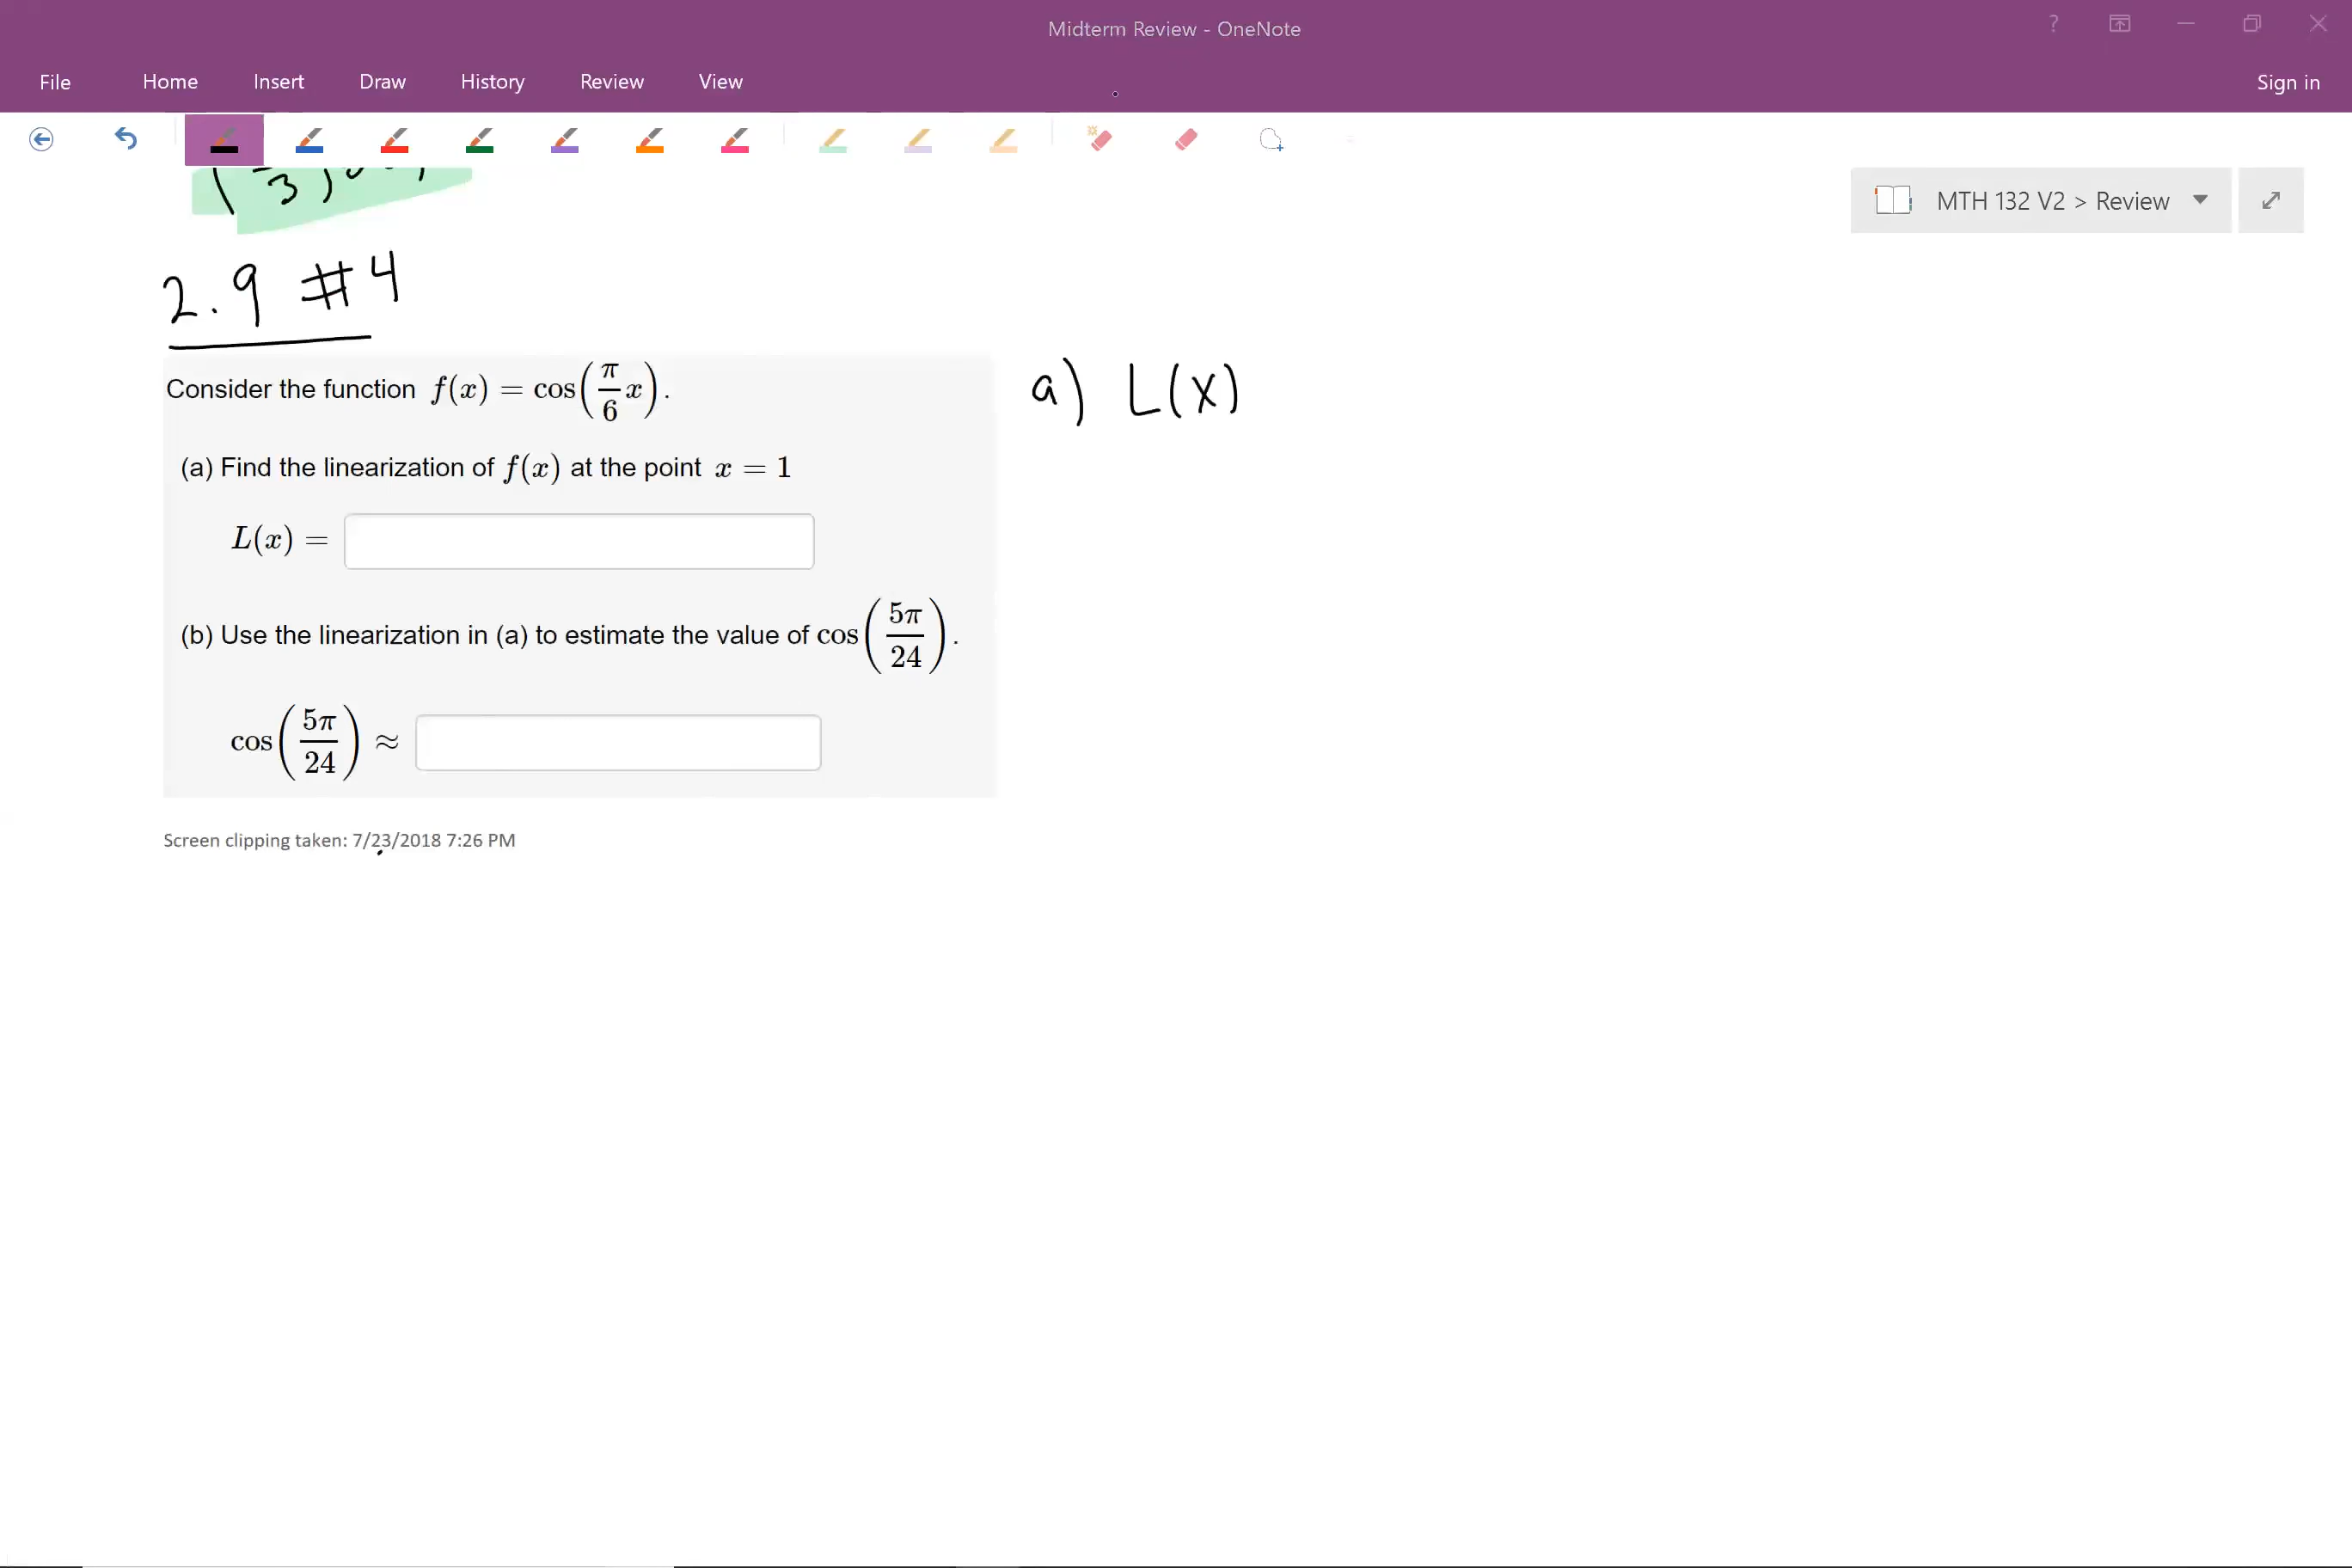 Midterm Review - OneNote
File Home Insert Draw History Review View Sign in
MTH 132 V2 > Review
3
2.9 #4
Consider the function f(x) = cos(π/6 x).
a) L(x)
(a) Find the linearization of f(x) at the point x = 1
L(x) =
(b) Use the linearization in (a) to estimate the value of cos(5π/24).
cos(5π/24) ≈
Screen clipping taken: 7/23/2018 7:26 PM